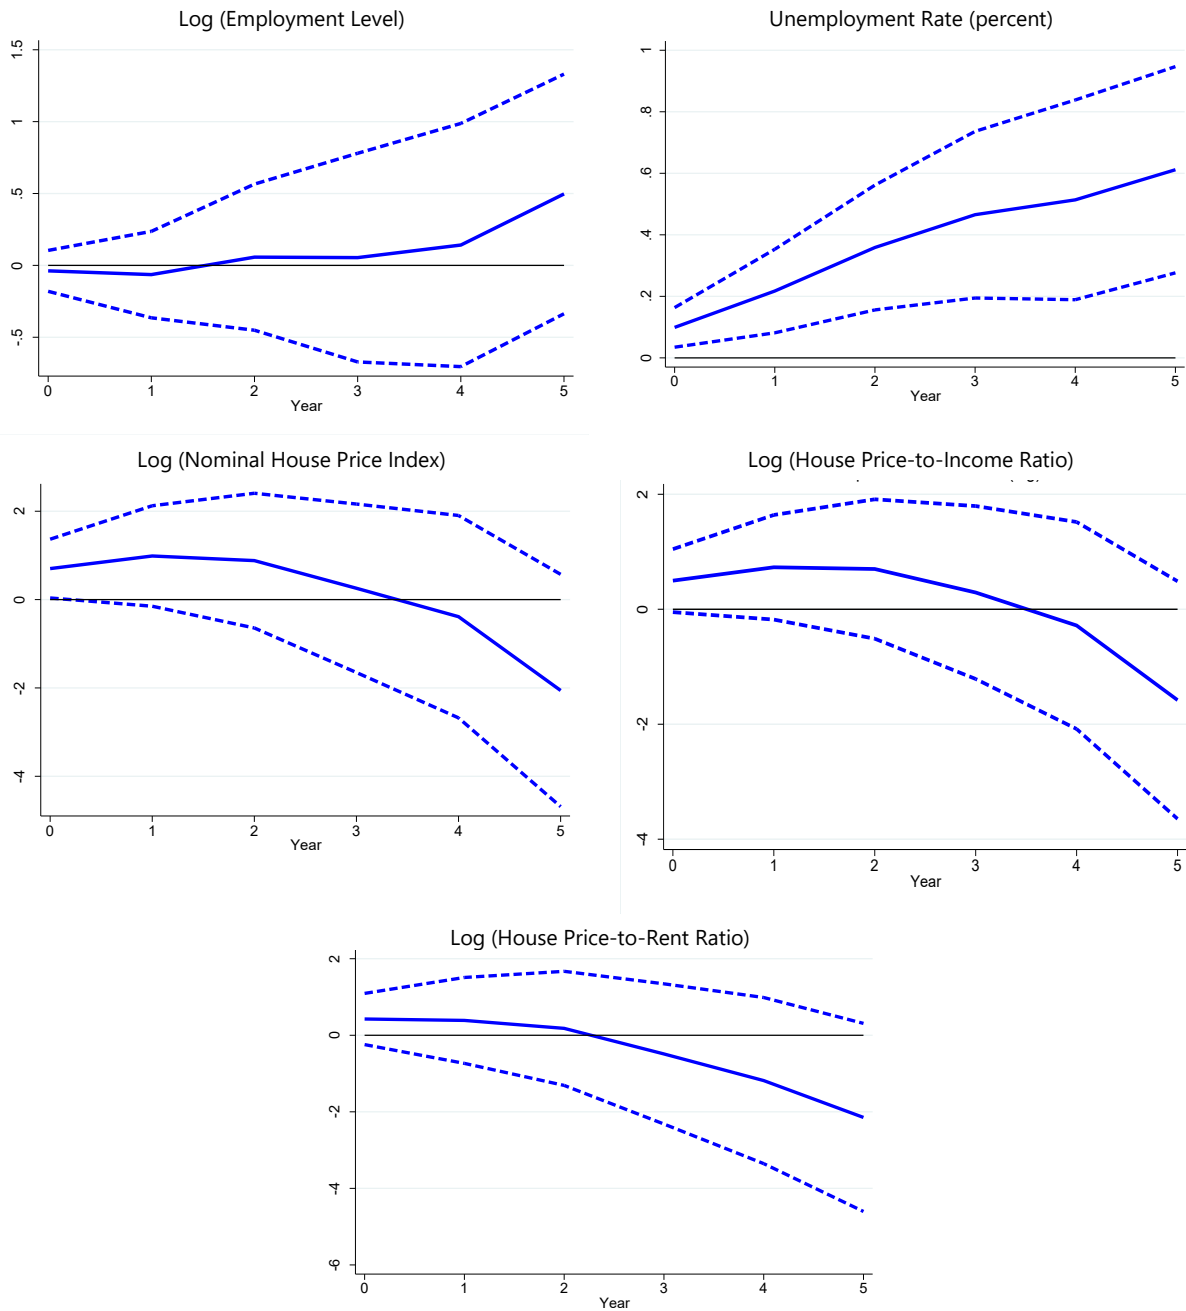 Log (Employment Level)
1.5
1
.5
0
-.5
0 1 2 3 4 5
Year
Unemployment Rate (percent)
1
.8
.6
.4
.2
0
0 1 2 3 4 5
Year
Log (Nominal House Price Index)
2
0
-2
-4
0 1 2 3 4 5
Year
Log (House Price-to-Income Ratio)
2
0
-2
-4
0 1 2 3 4 5
Year
Log (House Price-to-Rent Ratio)
2
0
-2
-4
-6
0 1 2 3 4 5
Year